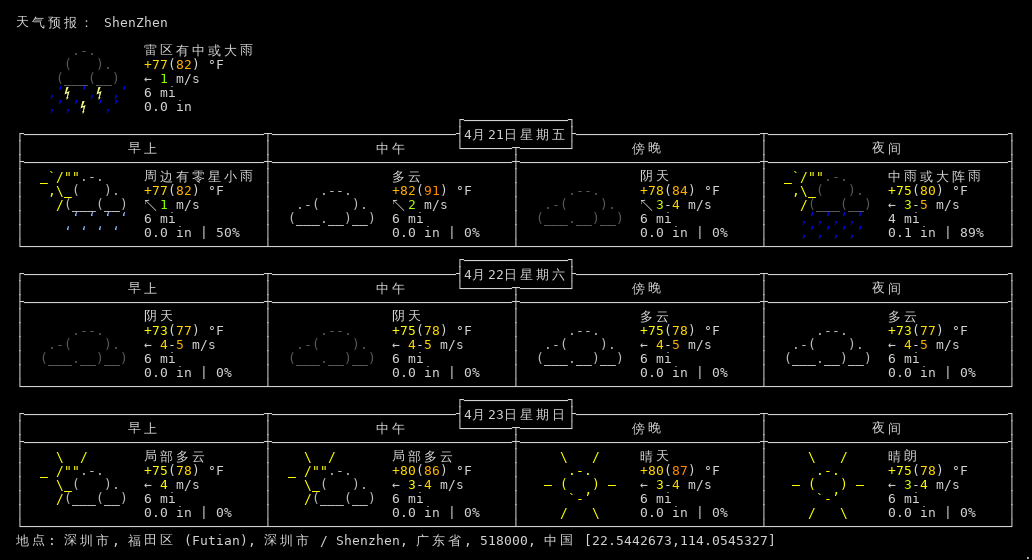 天气预报： ShenZhen
雷区有中或大雨
+77(82) °F
← 1 m/s
6 mi
0.0 in
4月21日星期五
早上 中午 傍晚 夜间
周边有零星小雨 多云 阴天 中雨或大阵雨
+77(82) °F +82(91) °F +78(84) °F +75(80) °F
↖ 1 m/s ↖ 2 m/s ↖ 3-4 m/s ← 3-5 m/s
6 mi 6 mi 6 mi 4 mi
0.0 in | 50% 0.0 in | 0% 0.0 in | 0% 0.1 in | 89%
4月22日星期六
早上 中午 傍晚 夜间
阴天 阴天 多云 多云
+73(77) °F +75(78) °F +75(78) °F +73(77) °F
← 4-5 m/s ← 4-5 m/s ← 4-5 m/s ← 4-5 m/s
6 mi 6 mi 6 mi 6 mi
0.0 in | 0% 0.0 in | 0% 0.0 in | 0% 0.0 in | 0%
4月23日星期日
早上 中午 傍晚 夜间
局部多云 局部多云 晴天 晴朗
+75(78) °F +80(86) °F +80(87) °F +75(78) °F
← 4 m/s ← 3-4 m/s ← 3-4 m/s ← 3-4 m/s
6 mi 6 mi 6 mi 6 mi
0.0 in | 0% 0.0 in | 0% 0.0 in | 0% 0.0 in | 0%
地点: 深圳市, 福田区 (Futian), 深圳市 / Shenzhen, 广东省, 518000, 中国 [22.5442673,114.0545327]